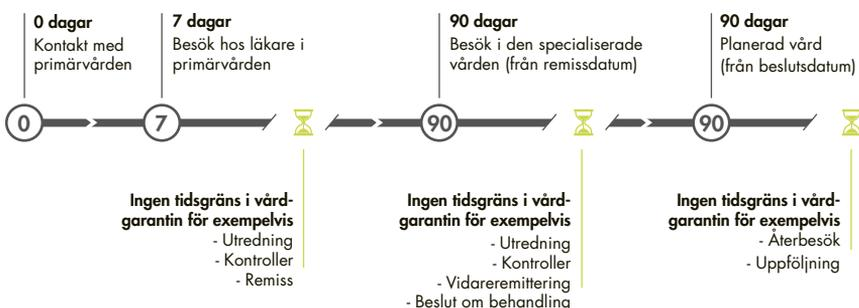 0 dagar
Kontakt med
primärvården
7 dagar
Besök hos läkare i
primärvården
90 dagar
Besök i den specialiserade
vården (från remissdatum)
90 dagar
Planerad vård
(från beslutsdatum)
0
7
90
90
Ingen tidsgräns i vård-
garantin för exempelvis
- Utredning
- Kontroller
- Remiss
Ingen tidsgräns i vård-
garantin för exempelvis
- Utredning
- Kontroller
- Vidareremittering
- Beslut om behandling
Ingen tidsgräns i vård-
garantin för exempelvis
- Återbesök
- Uppföljning